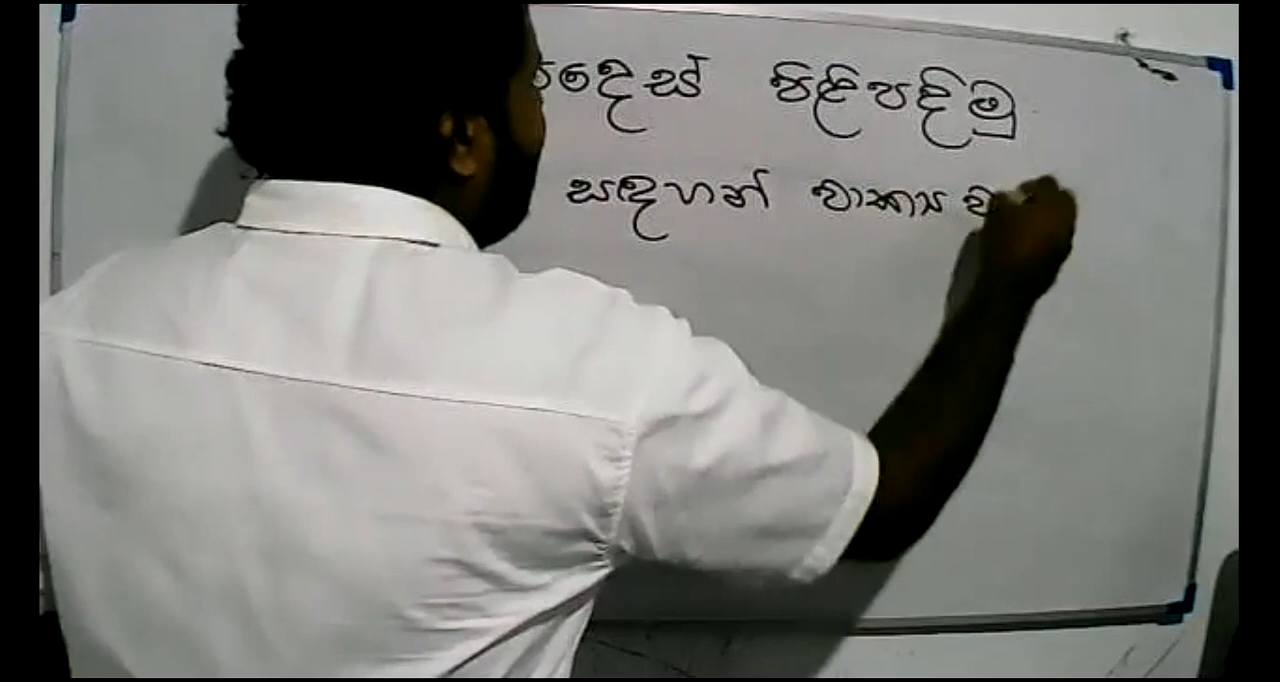 දෙස් පිළිපදිමු
සඳහන් වාක්‍ය